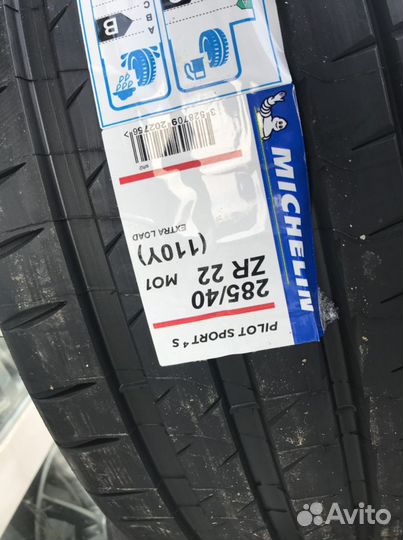 MICHELIN
PILOT SPORT 4 S
285/40
ZR 22
MO1
(110Y)
EXTRA LOAD
A B C
B
Avito